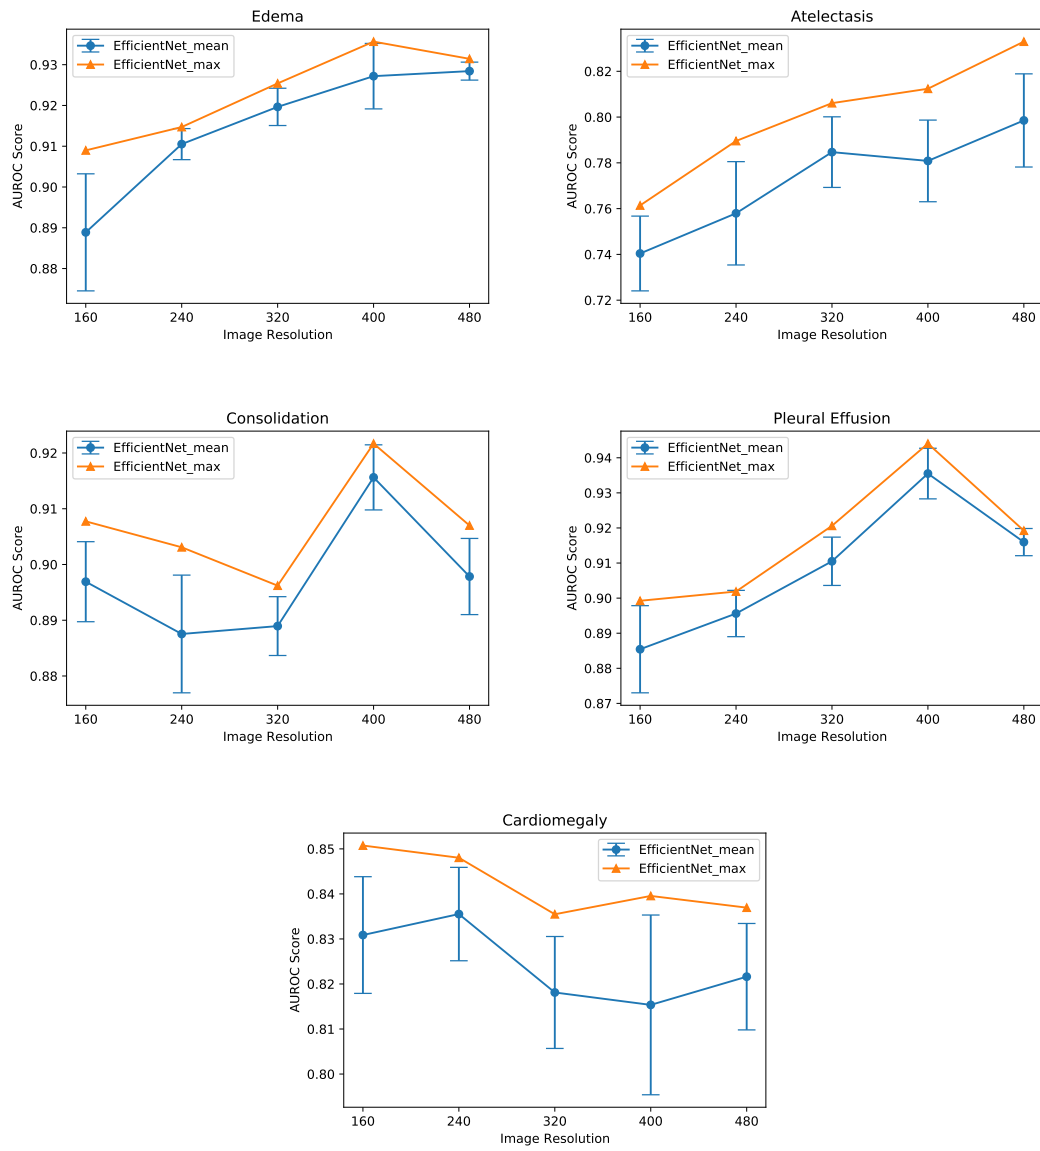 Edema
EfficientNet_mean
EfficientNet_max
0.93
0.92
0.91
0.90
0.89
0.88
AUROC Score
160 240 320 400 480
Image Resolution
Atelectasis
EfficientNet_mean
EfficientNet_max
0.82
0.80
0.78
0.76
0.74
0.72
AUROC Score
160 240 320 400 480
Image Resolution
Consolidation
EfficientNet_mean
EfficientNet_max
0.92
0.91
0.90
0.89
0.88
AUROC Score
160 240 320 400 480
Image Resolution
Pleural Effusion
EfficientNet_mean
EfficientNet_max
0.94
0.93
0.92
0.91
0.90
0.89
0.88
0.87
AUROC Score
160 240 320 400 480
Image Resolution
Cardiomegaly
EfficientNet_mean
EfficientNet_max
0.85
0.84
0.83
0.82
0.81
0.80
AUROC Score
160 240 320 400 480
Image Resolution